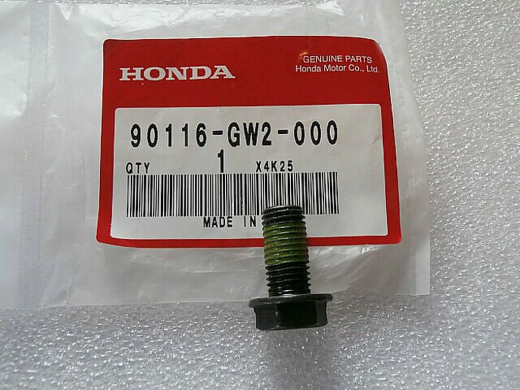 GENUINE PARTS
Honda Motor Co., Ltd.
HONDA
90116-GW2-000
QTY 1 X4K25
MADE IN